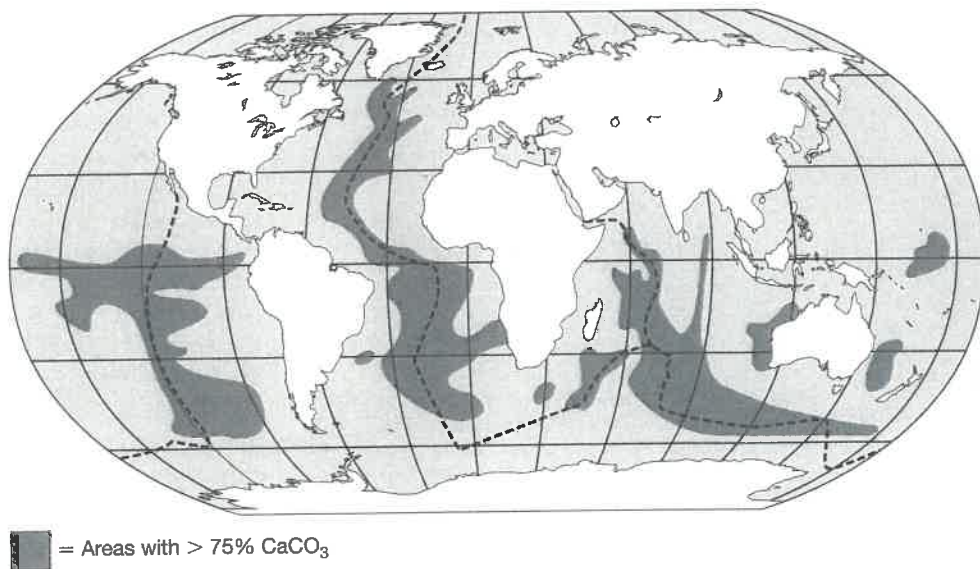 = Areas with > 75% CaCO₃